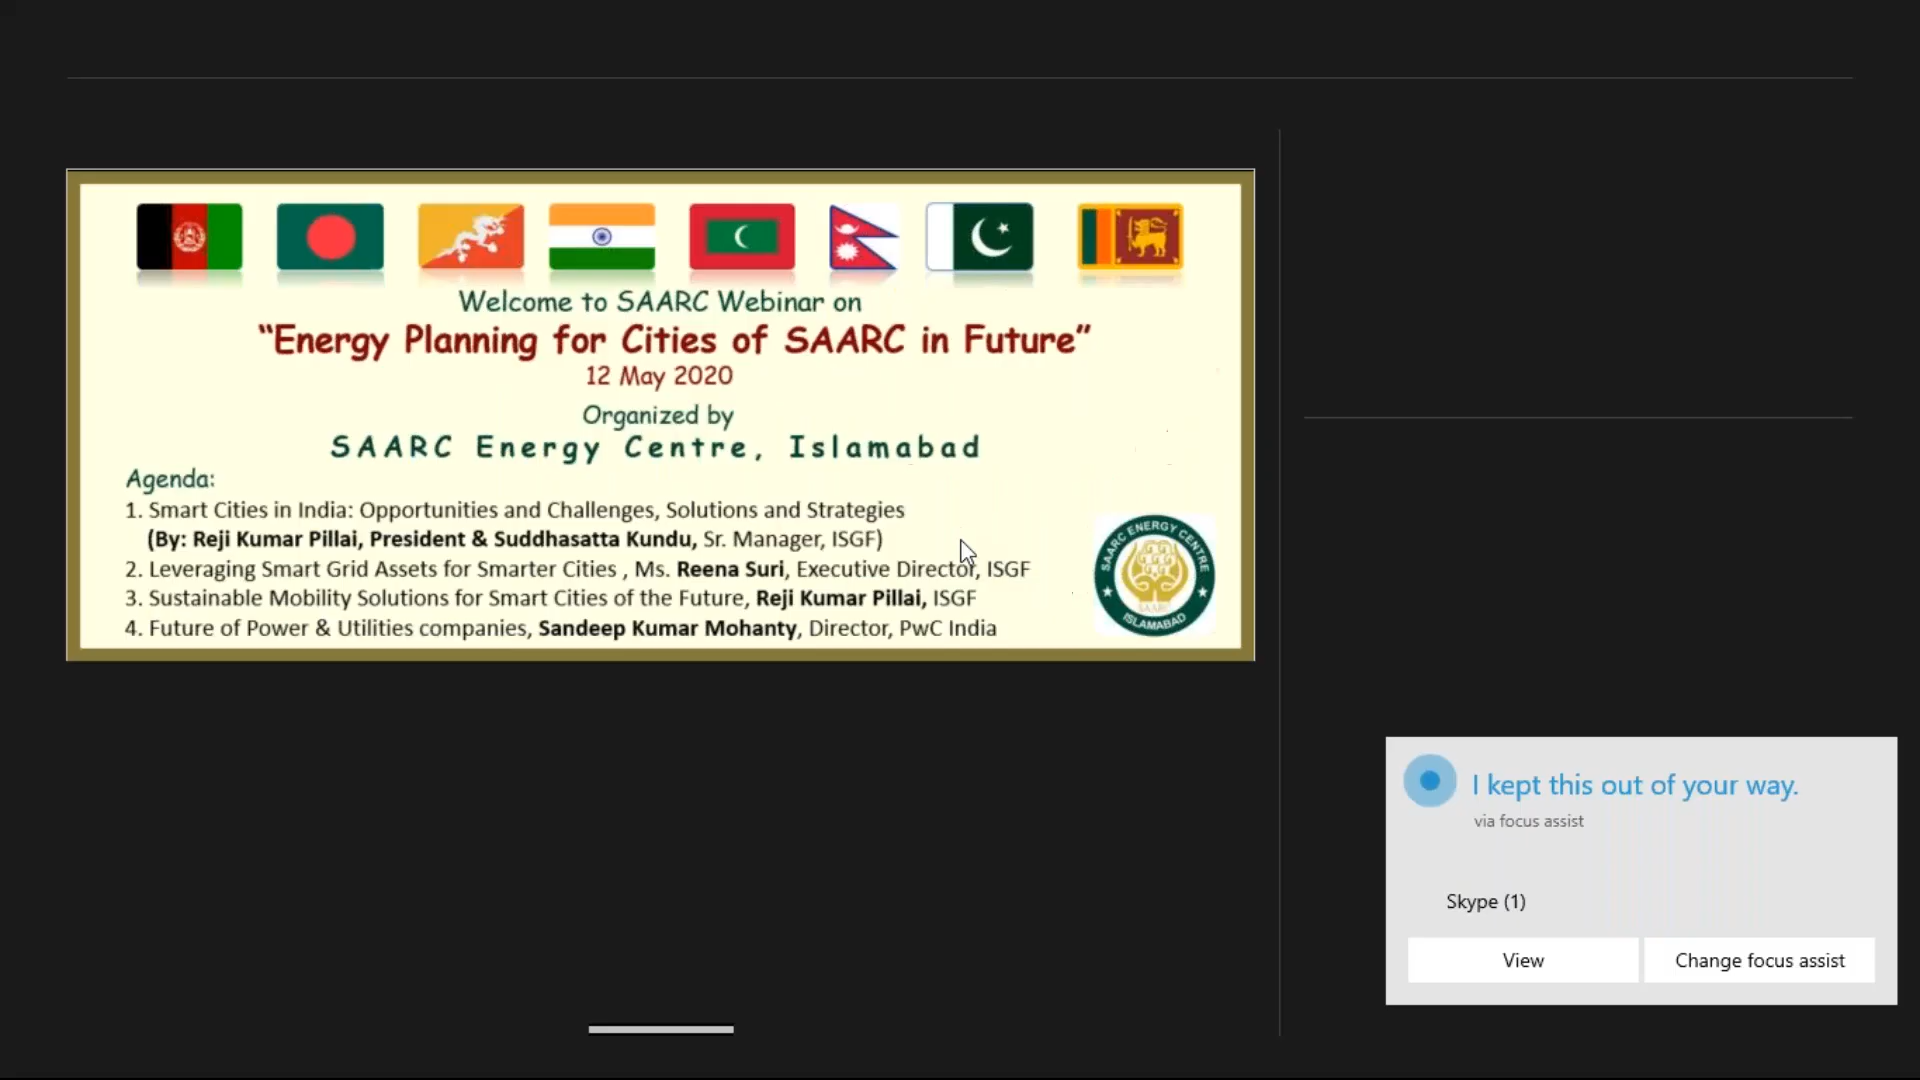 Welcome to SAARC Webinar on
“Energy Planning for Cities of SAARC in Future”
12 May 2020
Organized by
SAARC Energy Centre, Islamabad
Agenda:
1. Smart Cities in India: Opportunities and Challenges, Solutions and Strategies
(By: Reji Kumar Pillai, President & Suddhasatta Kundu, Sr. Manager, ISGF)
2. Leveraging Smart Grid Assets for Smarter Cities , Ms. Reena Suri, Executive Director, ISGF
3. Sustainable Mobility Solutions for Smart Cities of the Future, Reji Kumar Pillai, ISGF
4. Future of Power & Utilities companies, Sandeep Kumar Mohanty, Director, PwC India
SAARC ENERGY CENTRE
SAARC
ISLAMABAD
I kept this out of your way.
via focus assist
Skype (1)
View
Change focus assist